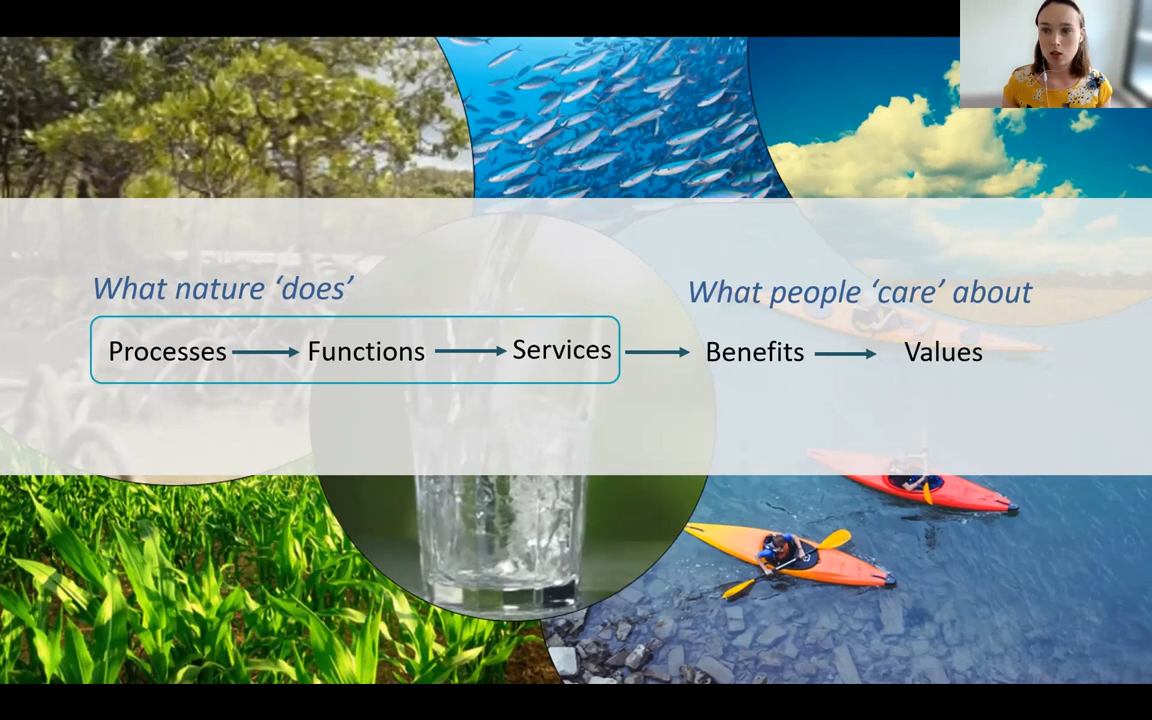 What nature ‘does’
What people ‘care’ about
Processes Functions Services Benefits Values